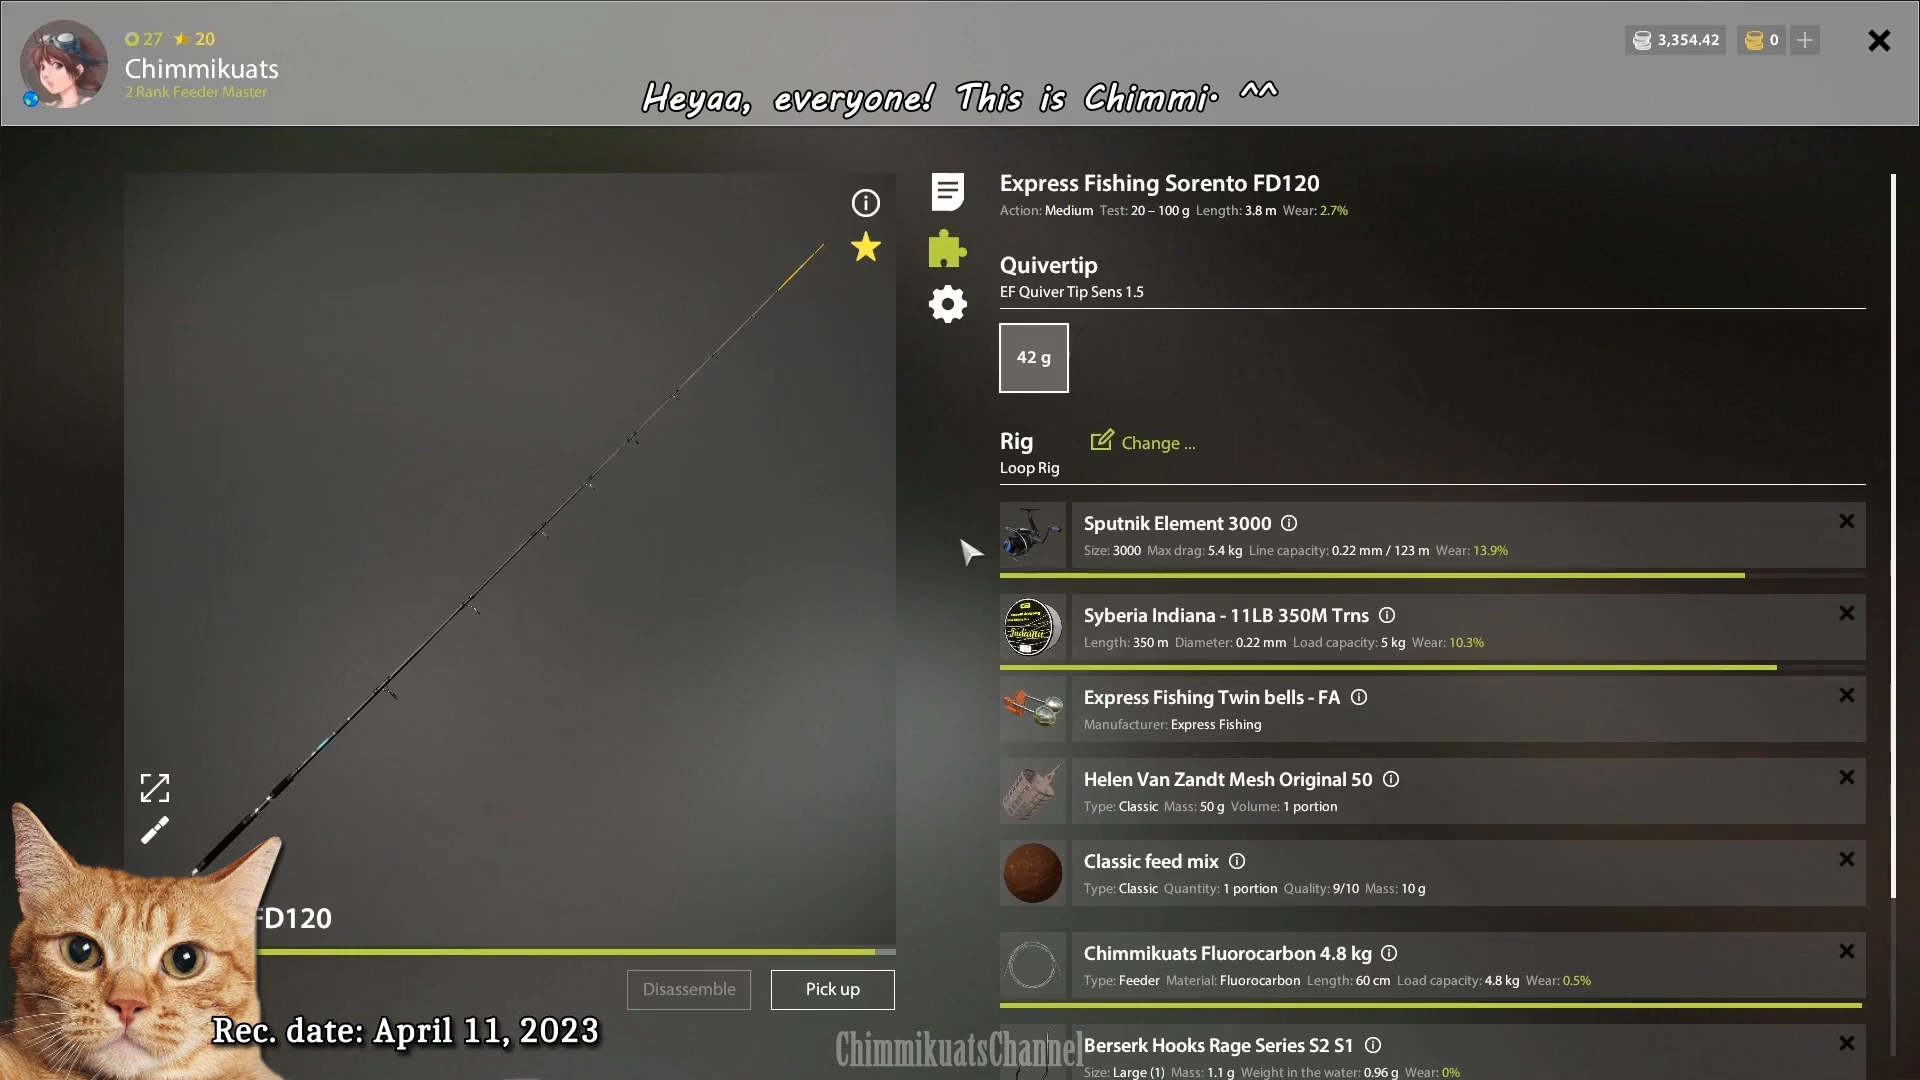 27 20
Chimmikuats
2 Rank Feeder Master
3,354.42 0
Heyaa, everyone! This is Chimmi· ^^
Express Fishing Sorento FD120
Action: Medium Test: 20 – 100 g Length: 3.8 m Wear: 2.7%
Quivertip
EF Quiver Tip Sens 1.5
42 g
Rig Change ...
Loop Rig
Sputnik Element 3000
Size: 3000 Max drag: 5.4 kg Line capacity: 0.22 mm / 123 m Wear: 13.9%
Syberia Indiana - 11LB 350M Trns
Length: 350 m Diameter: 0.22 mm Load capacity: 5 kg Wear: 10.3%
Indiana
Express Fishing Twin bells - FA
Manufacturer: Express Fishing
Helen Van Zandt Mesh Original 50
Type: Classic Mass: 50 g Volume: 1 portion
Classic feed mix
Type: Classic Quantity: 1 portion Quality: 9/10 Mass: 10 g
Chimmikuats Fluorocarbon 4.8 kg
Type: Feeder Material: Fluorocarbon Length: 60 cm Load capacity: 4.8 kg Wear: 0.5%
Berserk Hooks Rage Series S2 S1
Size: Large (1) Mass: 1.1 g Weight in the water: 0.96 g Wear: 0%
FD120
Disassemble Pick up
Rec. date: April 11, 2023
ChimmikuatsChannel